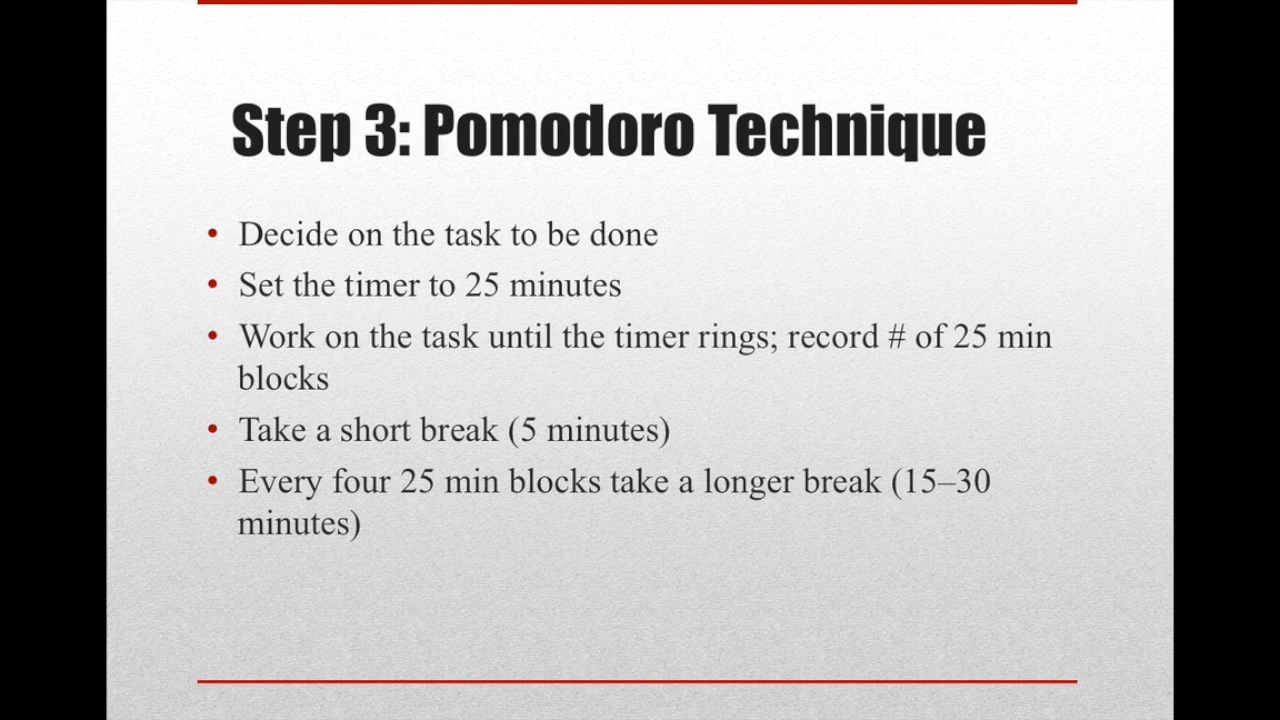 Step 3: Pomodoro Technique
• Decide on the task to be done
• Set the timer to 25 minutes
• Work on the task until the timer rings; record # of 25 min
blocks
• Take a short break (5 minutes)
• Every four 25 min blocks take a longer break (15–30
minutes)